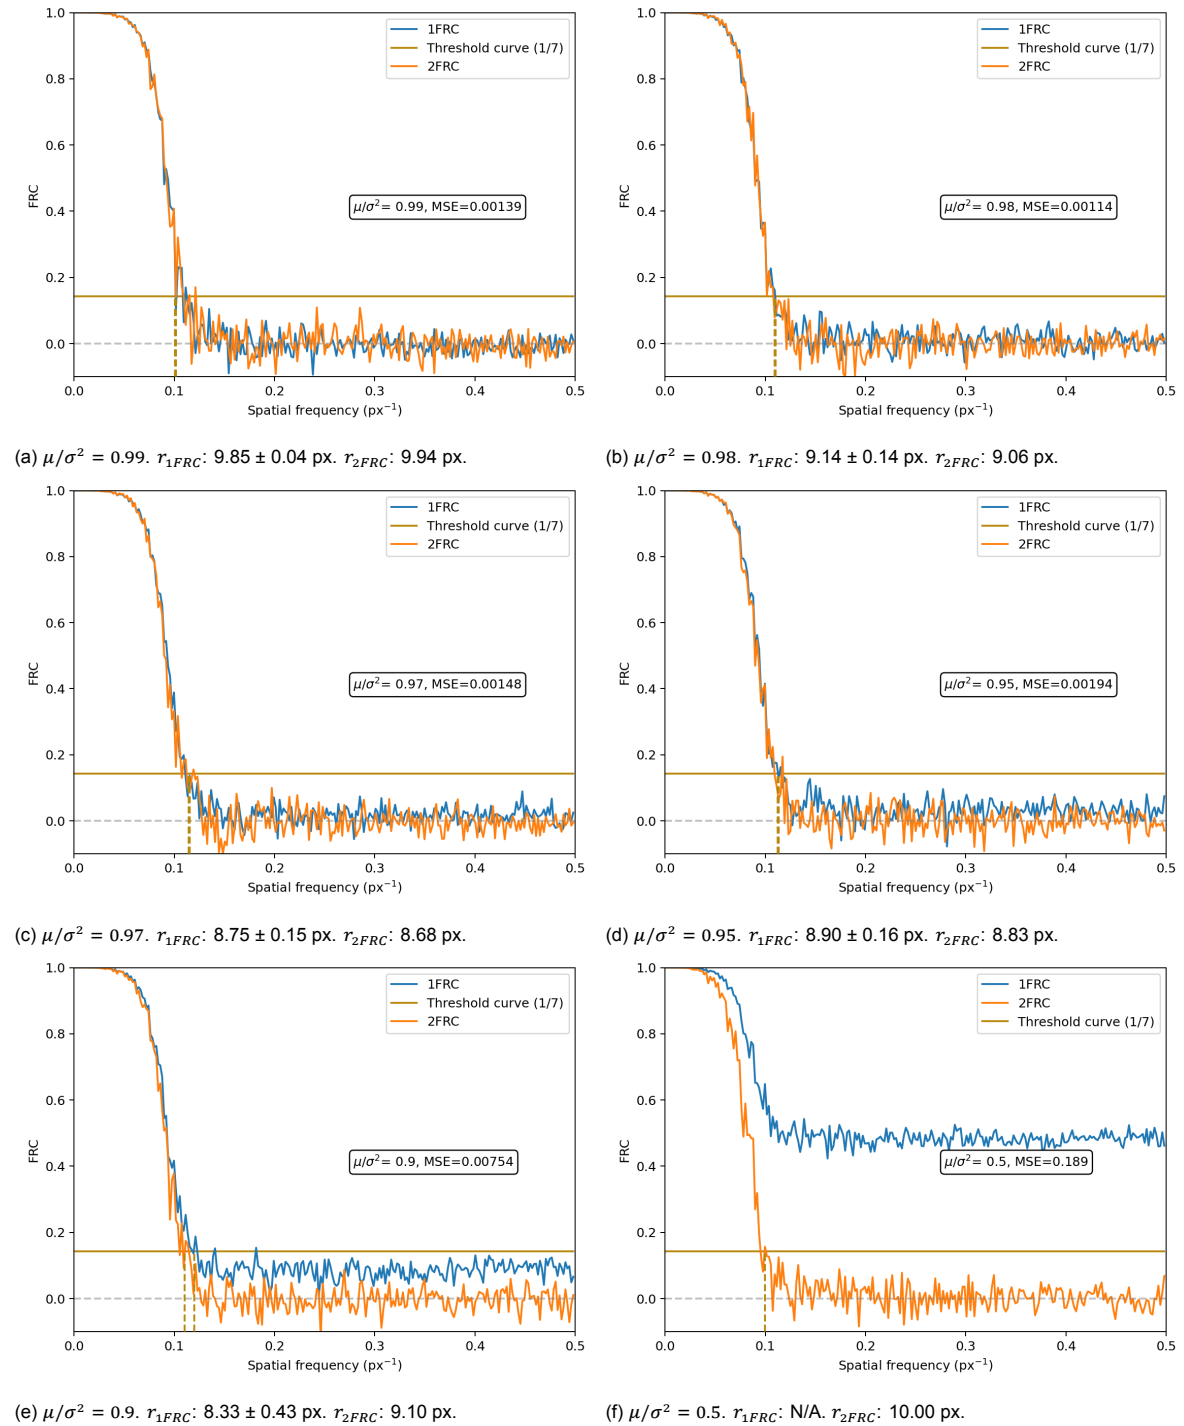 1.0
0.8
0.6
0.4
0.2
0.0
FRC
1FRC
Threshold curve (1/7)
2FRC
μ/σ²= 0.99, MSE=0.00139
0.0 0.1 0.2 0.3 0.4 0.5
Spatial frequency (px⁻¹)
(a) μ/σ² = 0.99. r₁FRC: 9.85 ± 0.04 px. r₂FRC: 9.94 px.
1.0
0.8
0.6
0.4
0.2
0.0
FRC
1FRC
Threshold curve (1/7)
2FRC
μ/σ²= 0.98, MSE=0.00114
0.0 0.1 0.2 0.3 0.4 0.5
Spatial frequency (px⁻¹)
(b) μ/σ² = 0.98. r₁FRC: 9.14 ± 0.14 px. r₂FRC: 9.06 px.
1.0
0.8
0.6
0.4
0.2
0.0
FRC
1FRC
Threshold curve (1/7)
2FRC
μ/σ²= 0.97, MSE=0.00148
0.0 0.1 0.2 0.3 0.4 0.5
Spatial frequency (px⁻¹)
(c) μ/σ² = 0.97. r₁FRC: 8.75 ± 0.15 px. r₂FRC: 8.68 px.
1.0
0.8
0.6
0.4
0.2
0.0
FRC
1FRC
Threshold curve (1/7)
2FRC
μ/σ²= 0.95, MSE=0.00194
0.0 0.1 0.2 0.3 0.4 0.5
Spatial frequency (px⁻¹)
(d) μ/σ² = 0.95. r₁FRC: 8.90 ± 0.16 px. r₂FRC: 8.83 px.
1.0
0.8
0.6
0.4
0.2
0.0
FRC
1FRC
Threshold curve (1/7)
2FRC
μ/σ²= 0.9, MSE=0.00754
0.0 0.1 0.2 0.3 0.4 0.5
Spatial frequency (px⁻¹)
(e) μ/σ² = 0.9. r₁FRC: 8.33 ± 0.43 px. r₂FRC: 9.10 px.
1.0
0.8
0.6
0.4
0.2
0.0
FRC
1FRC
2FRC
Threshold curve (1/7)
μ/σ²= 0.5, MSE=0.189
0.0 0.1 0.2 0.3 0.4 0.5
Spatial frequency (px⁻¹)
(f) μ/σ² = 0.5. r₁FRC: N/A. r₂FRC: 10.00 px.